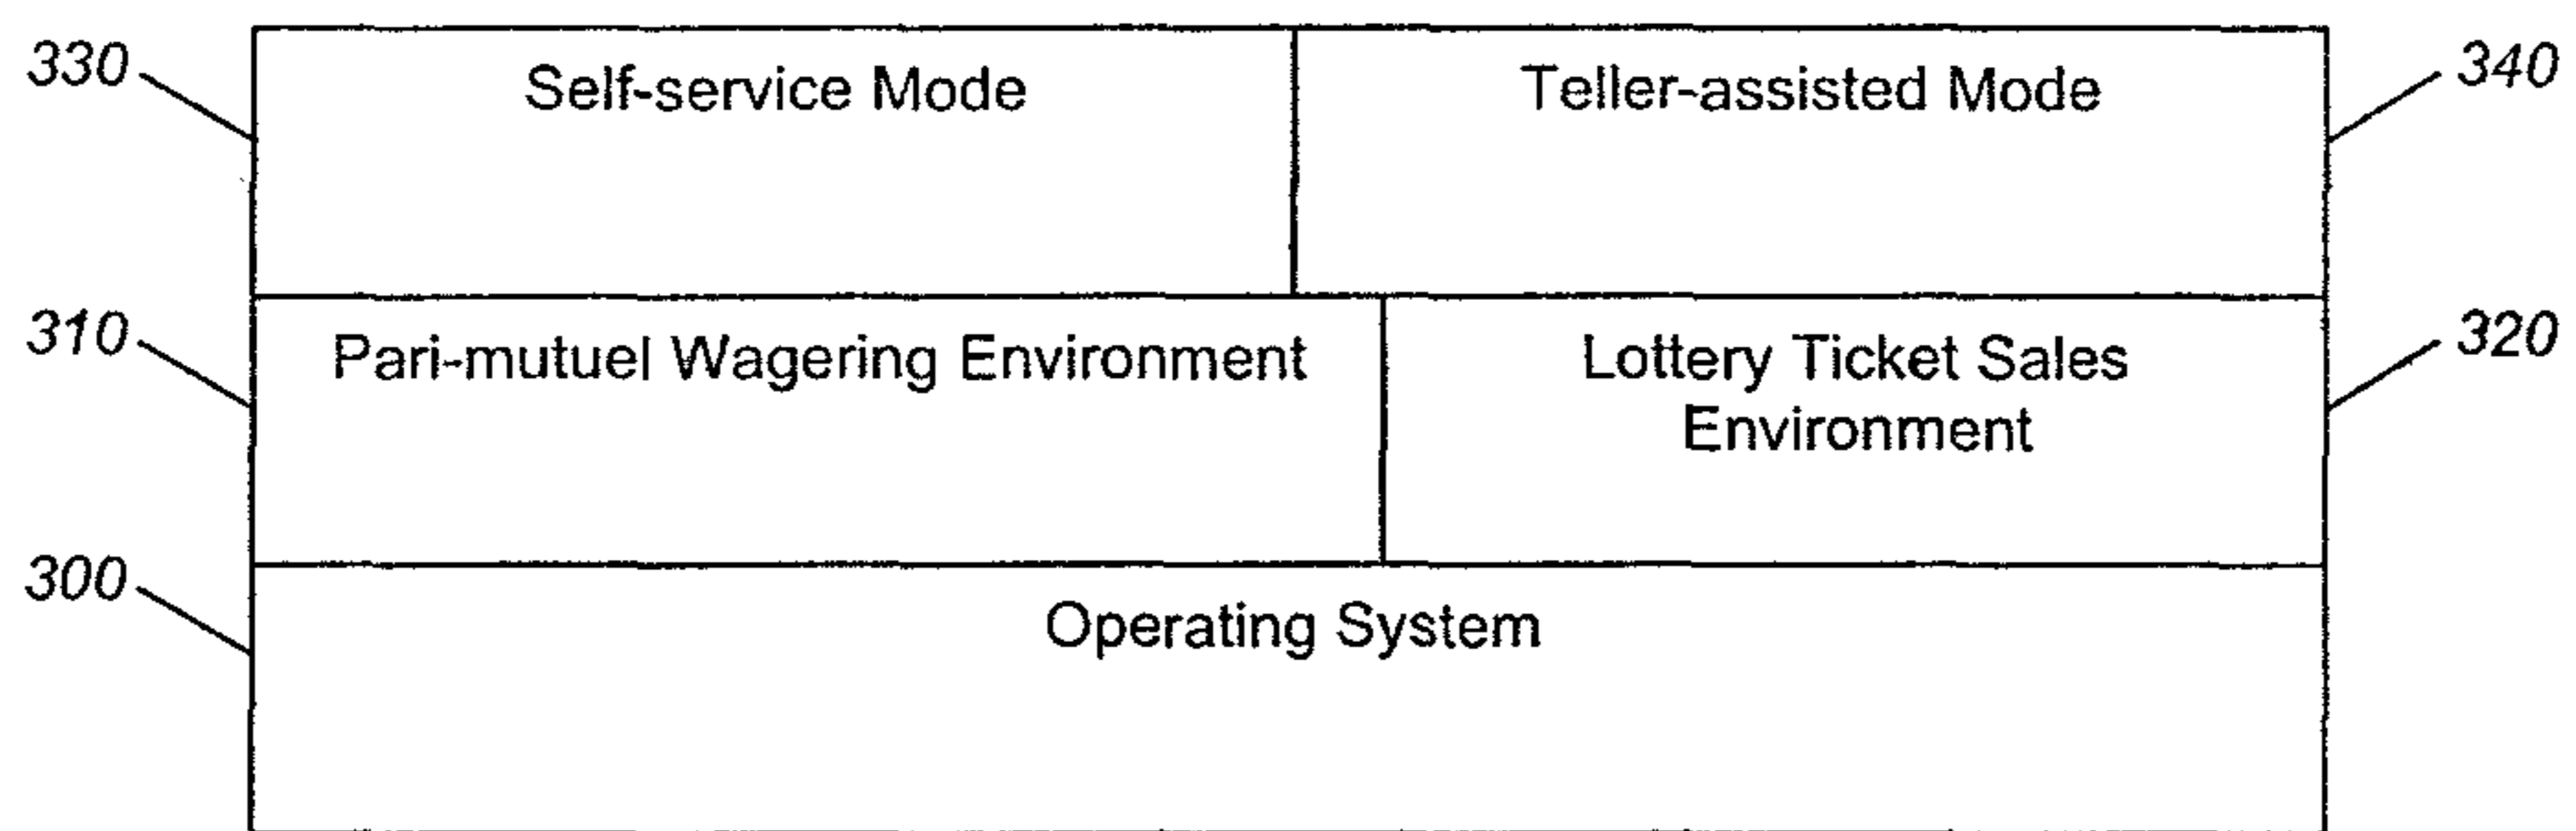 330
Self-service Mode
Teller-assisted Mode
340
310
Pari-mutuel Wagering Environment
Lottery Ticket Sales
Environment
320
300
Operating System